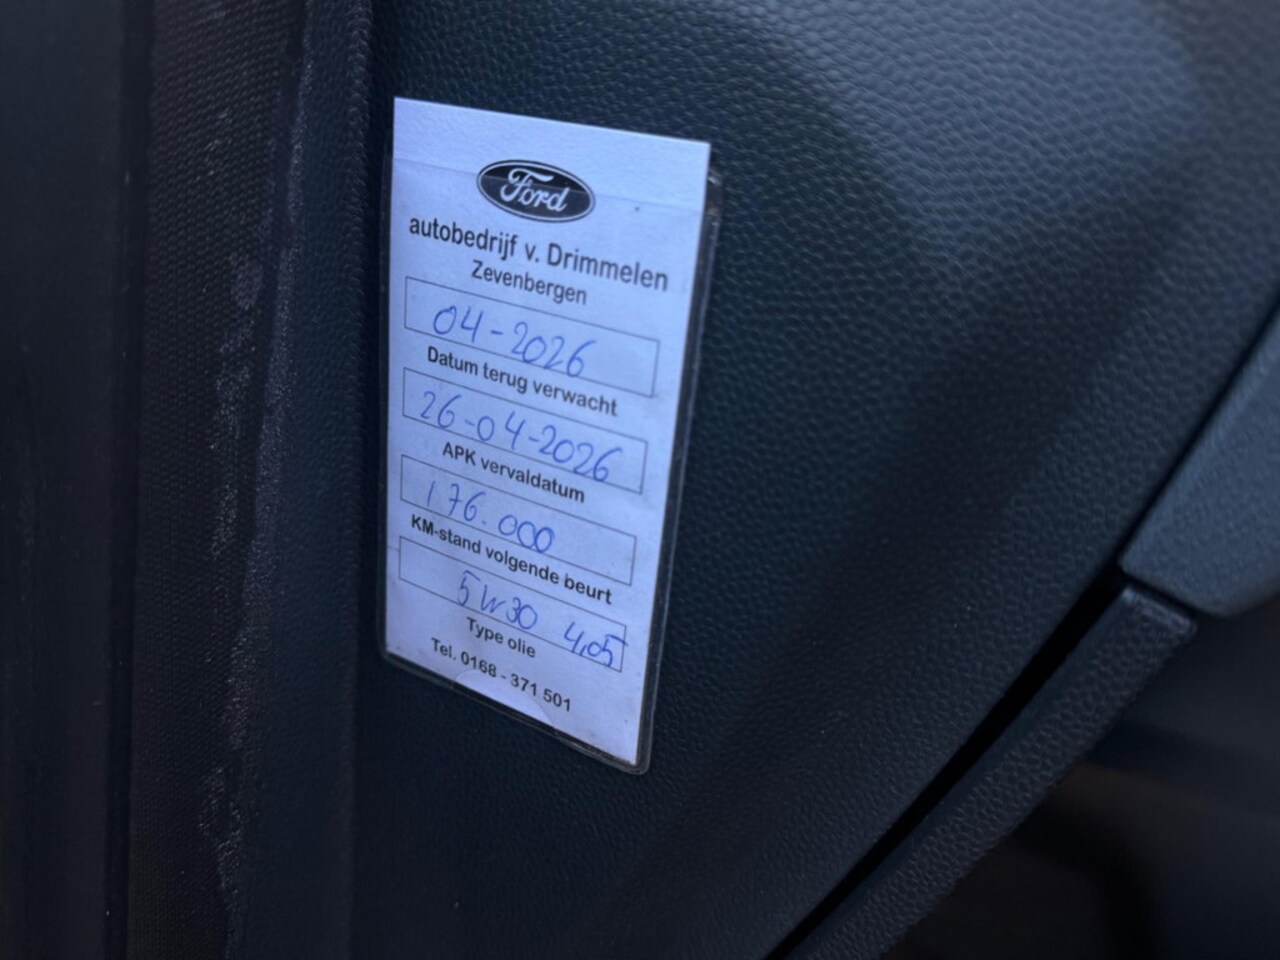 Ford
autobedrijf v. Drimmelen
Zevenbergen
04-2026
Datum terug verwacht
26-04-2026
APK vervaldatum
176.000
KM-stand volgende beurt
5W30 4,05
Type olie
Tel. 0168 - 371 501